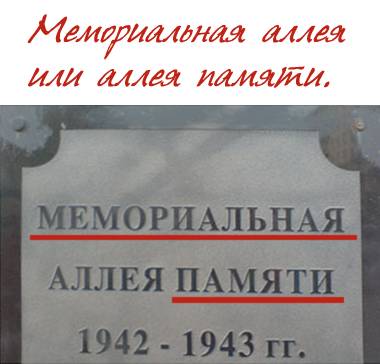 Мемориальная аллея
или аллея памяти.
МЕМОРИАЛЬНАЯ
АЛЛЕЯ ПАМЯТИ
1942 - 1943 гг.